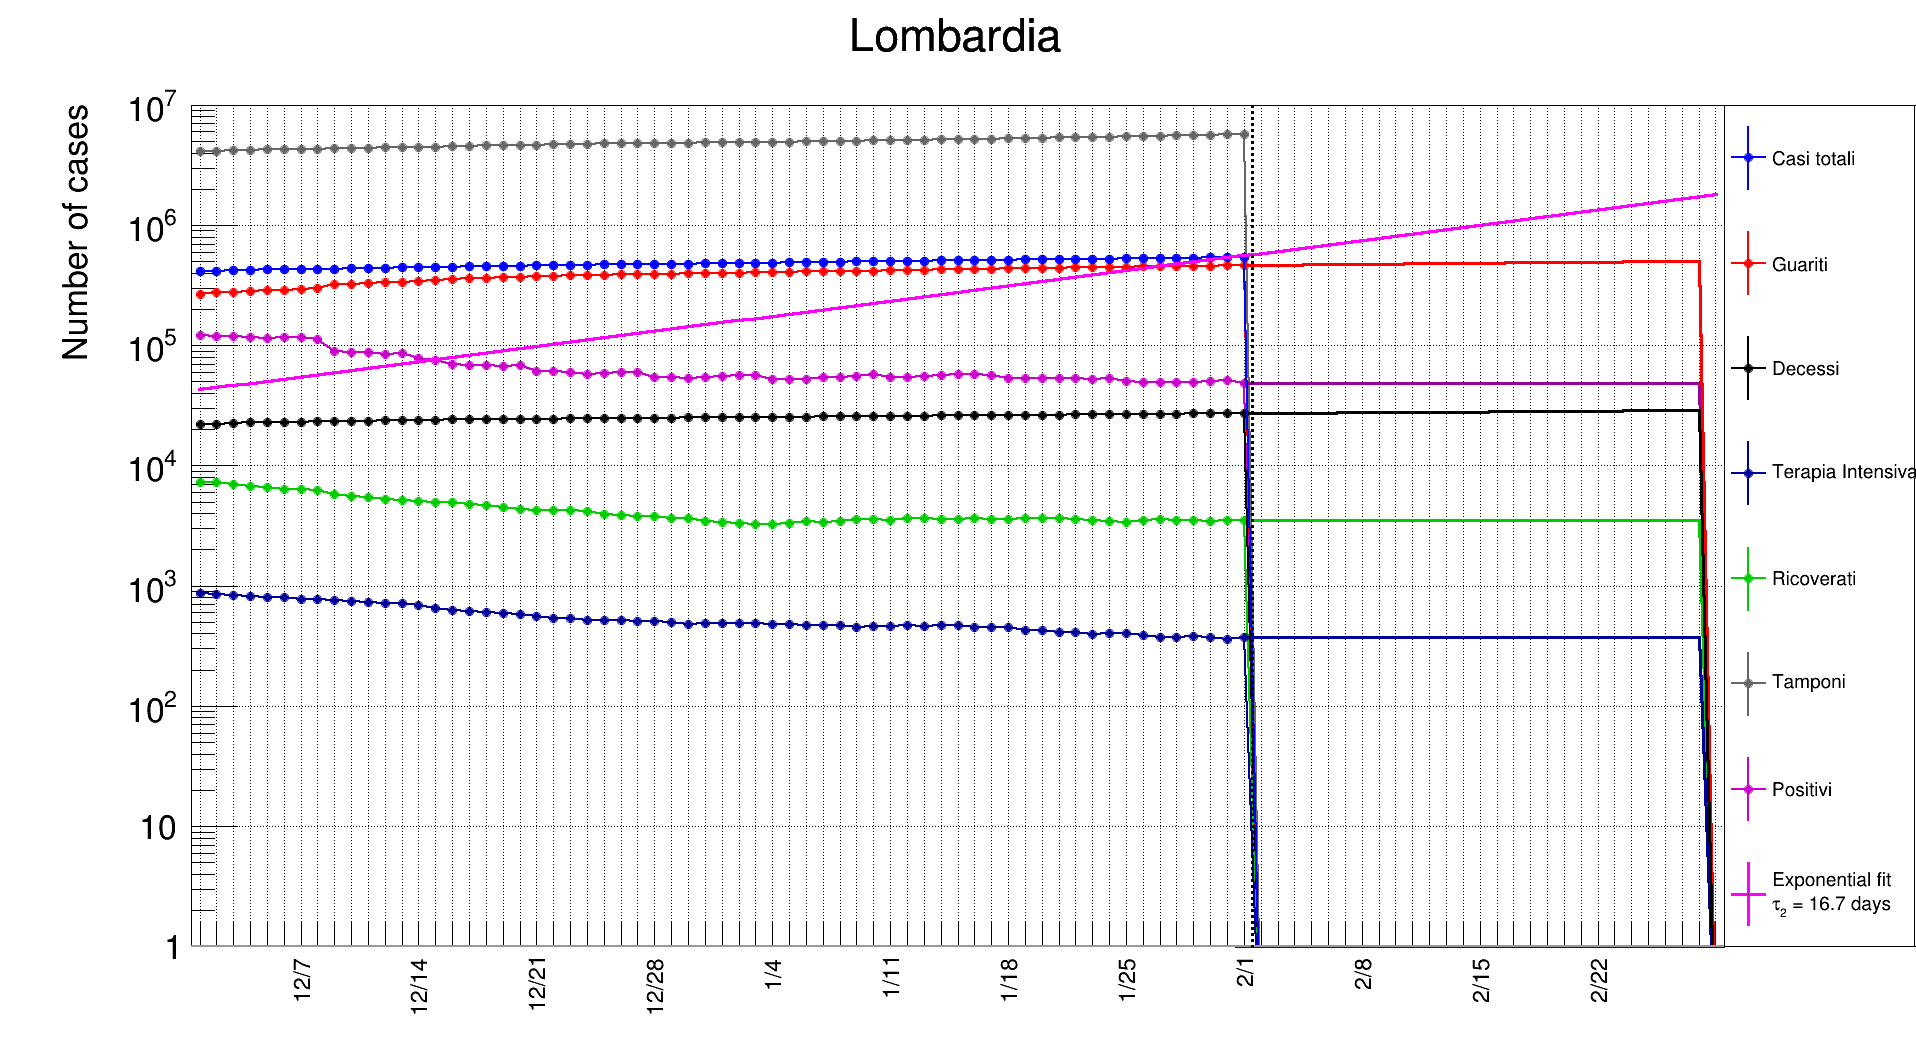 Lombardia
Number of cases
10^7
10^6
10^5
10^4
10^3
10^2
10
1
12/7
12/14
12/21
12/28
1/4
1/11
1/18
1/25
2/1
2/8
2/15
2/22
Casi totali
Guariti
Decessi
Terapia Intensiva
Ricoverati
Tamponi
Positivi
Exponential fit
τ_2 = 16.7 days